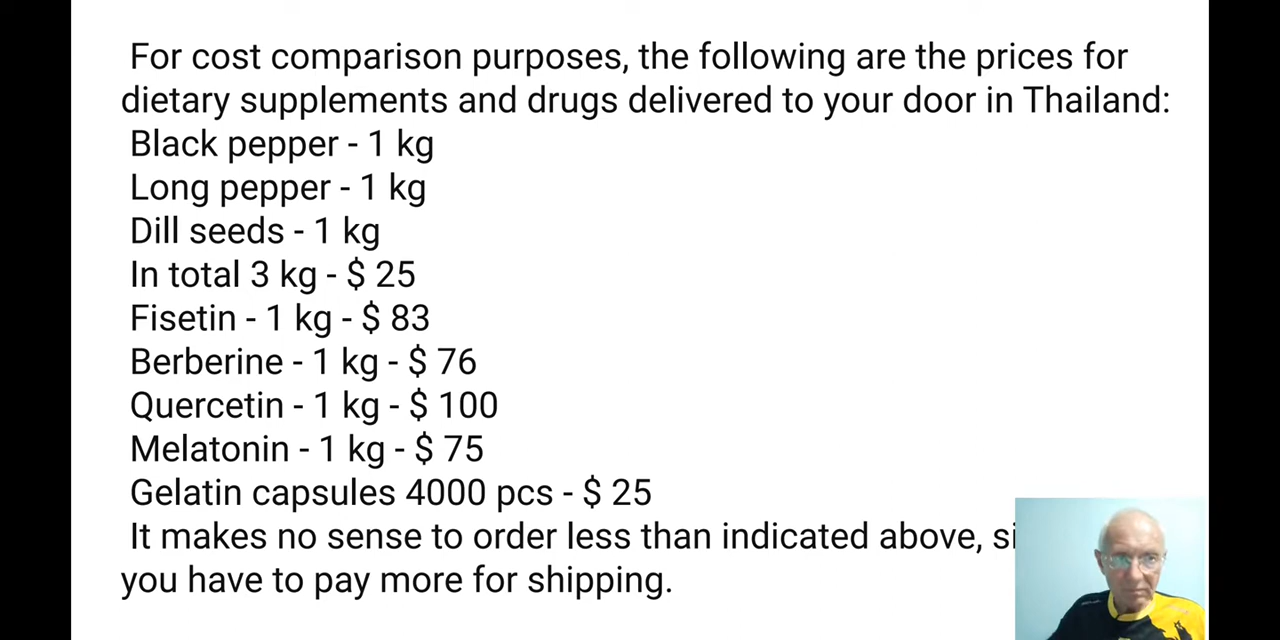 For cost comparison purposes, the following are the prices for
dietary supplements and drugs delivered to your door in Thailand:
Black pepper - 1 kg
Long pepper - 1 kg
Dill seeds - 1 kg
In total 3 kg - $ 25
Fisetin - 1 kg - $ 83
Berberine - 1 kg - $ 76
Quercetin - 1 kg - $ 100
Melatonin - 1 kg - $ 75
Gelatin capsules 4000 pcs - $ 25
It makes no sense to order less than indicated above,
you have to pay more for shipping.